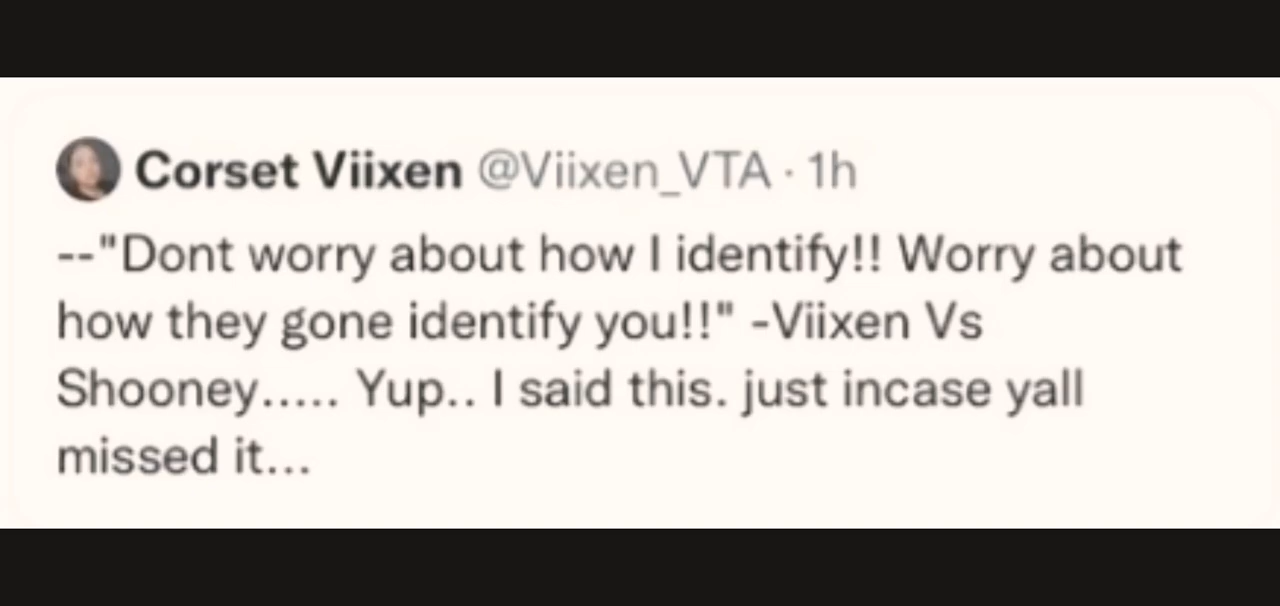 Corset Viixen @Viixen_VTA · 1h
--"Dont worry about how I identify!! Worry about
how they gone identify you!!" -Viixen Vs
Shooney..... Yup.. I said this. just incase yall
missed it...